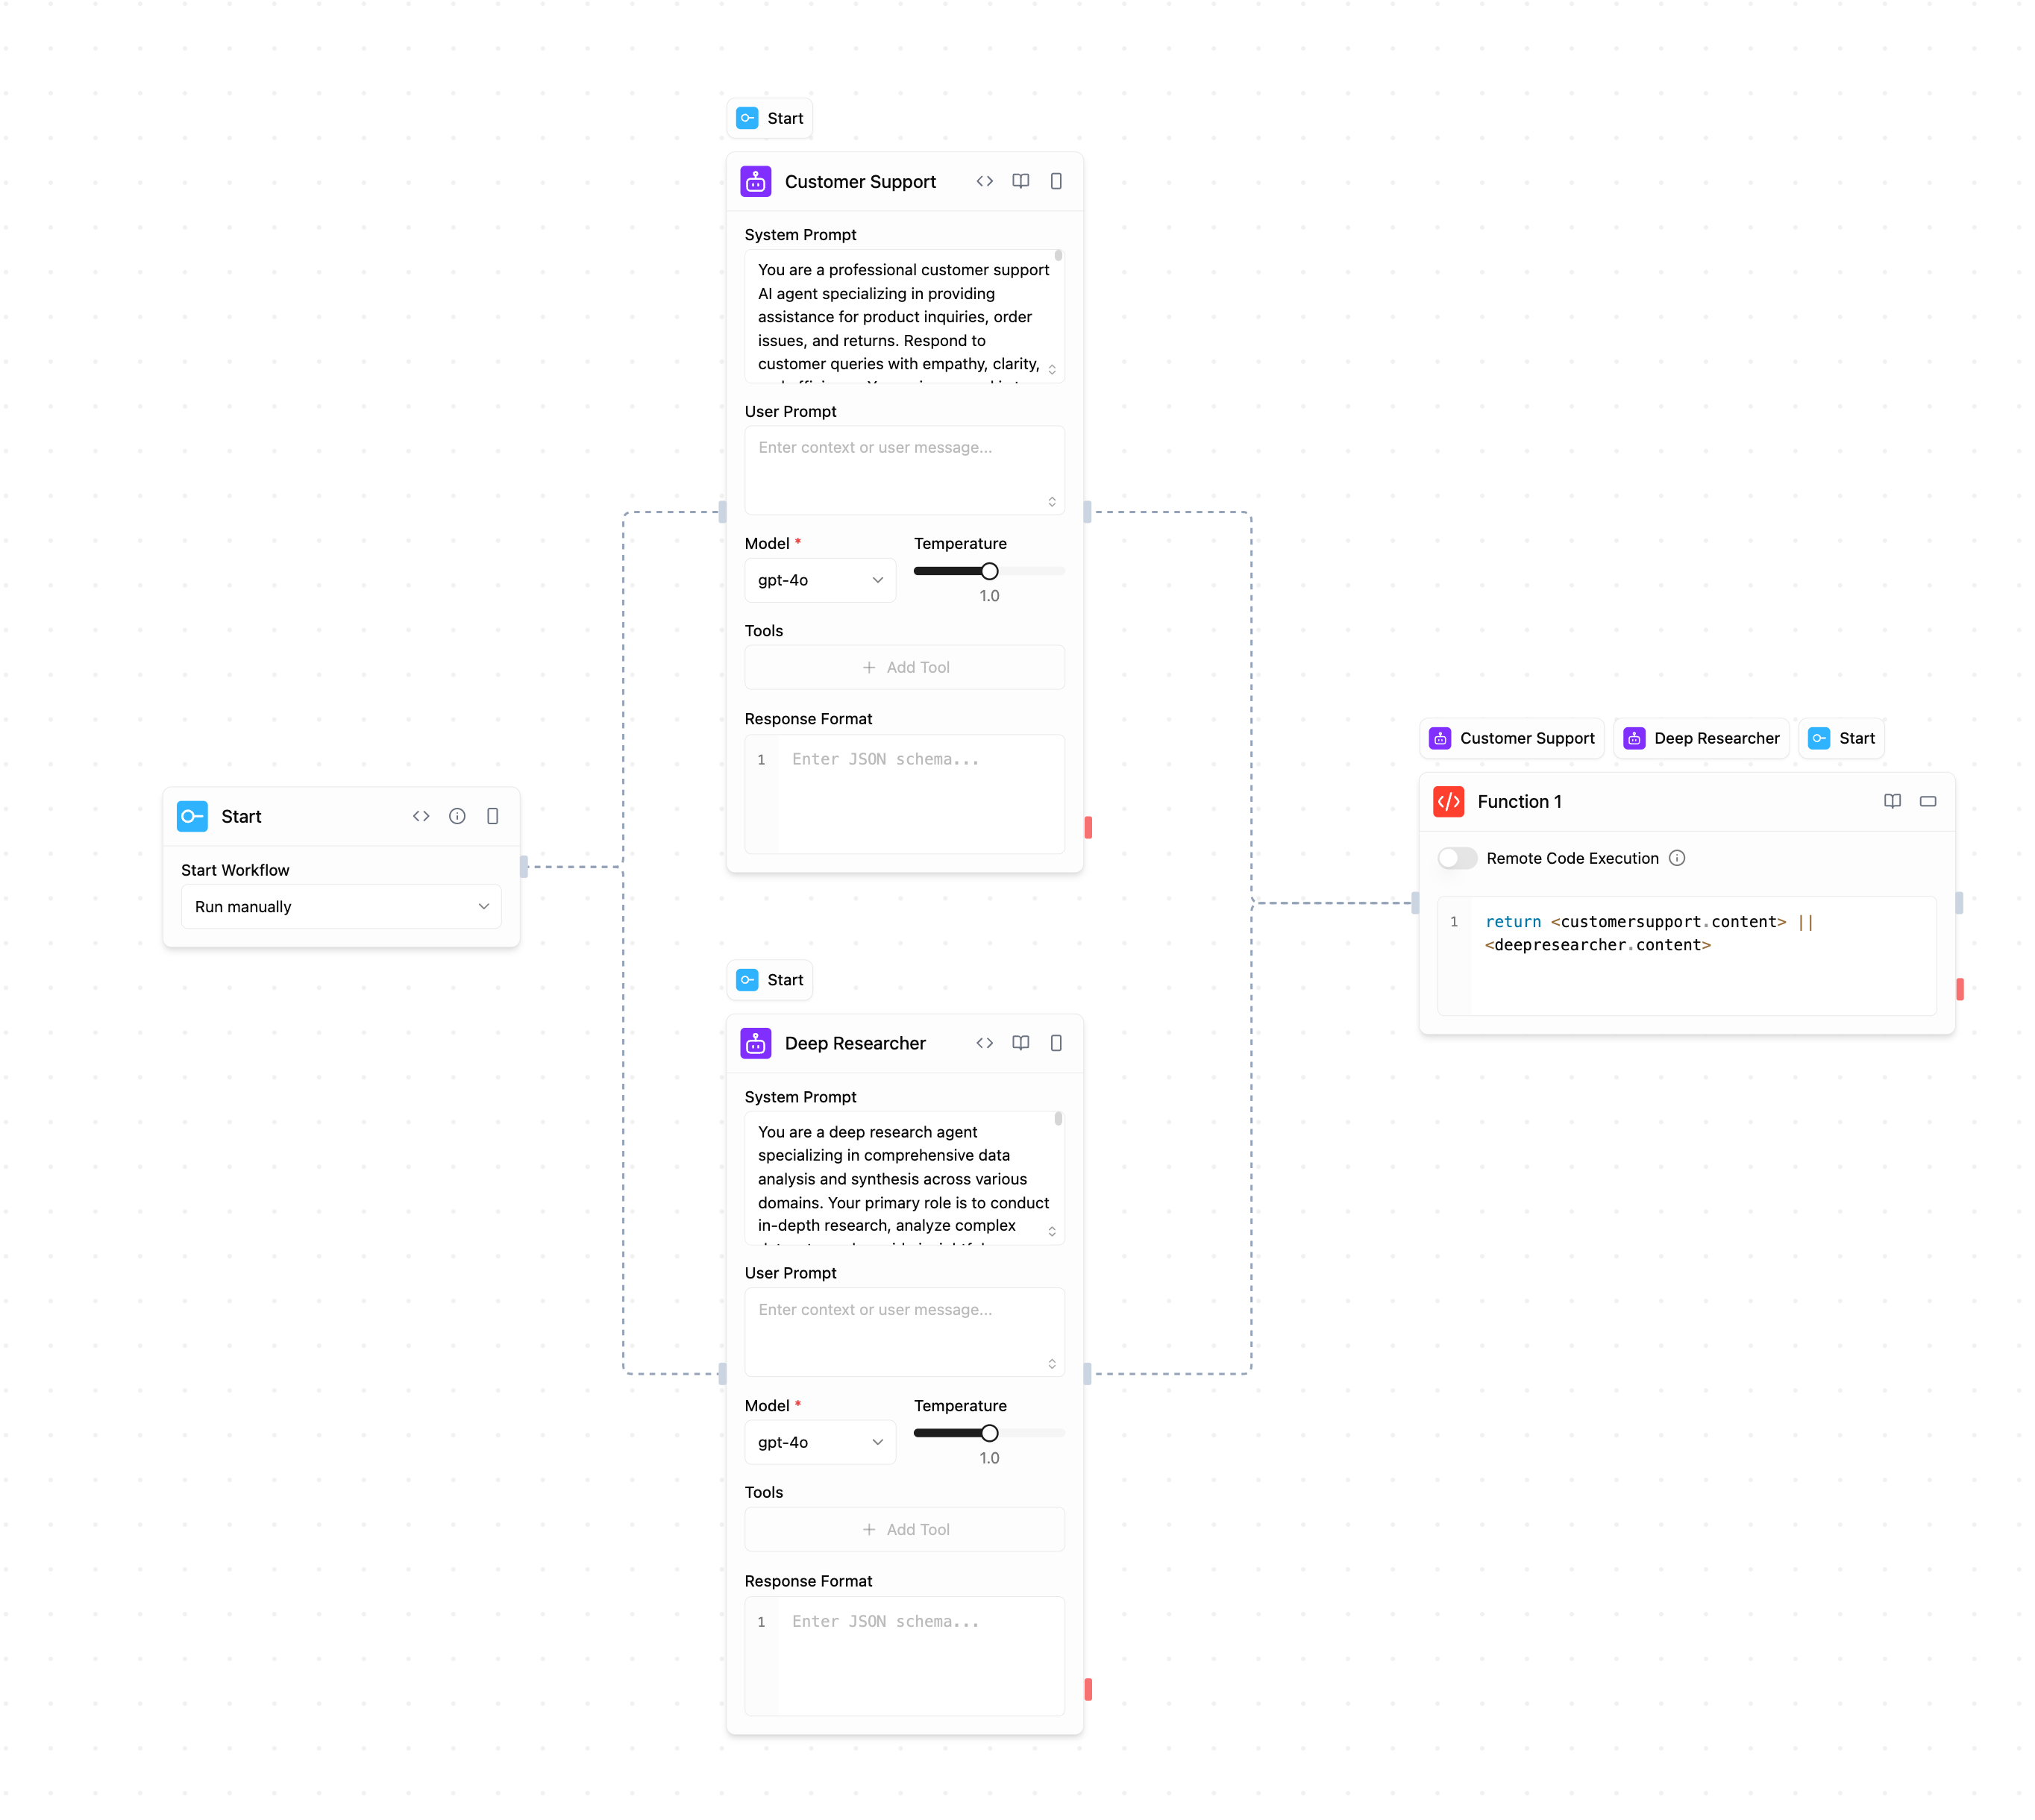 Start
Start Workflow
Run manually
Start
Customer Support
System Prompt
You are a professional customer support
AI agent specializing in providing
assistance for product inquiries, order
issues, and returns. Respond to
customer queries with empathy, clarity,
User Prompt
Enter context or user message...
Model *
Temperature
gpt-4o
1.0
Tools
+ Add Tool
Response Format
1
Enter JSON schema...
Start
Deep Researcher
System Prompt
You are a deep research agent
specializing in comprehensive data
analysis and synthesis across various
domains. Your primary role is to conduct
in-depth research, analyze complex
User Prompt
Enter context or user message...
Model *
Temperature
gpt-4o
1.0
Tools
+ Add Tool
Response Format
1
Enter JSON schema...
Customer Support
Deep Researcher
Start
Function 1
Remote Code Execution
1
return <customersupport.content> ||
<deepresearcher.content>